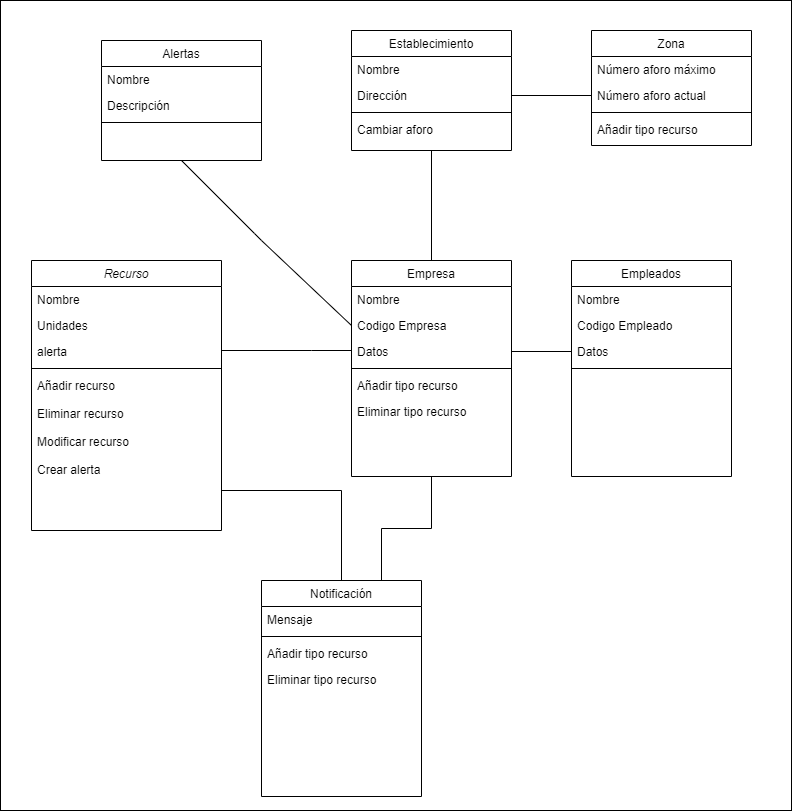 Alertas
Nombre
Descripción
Establecimiento
Nombre
Dirección
Cambiar aforo
Zona
Número aforo máximo
Número aforo actual
Añadir tipo recurso
Recurso
Nombre
Unidades
alerta
Añadir recurso
Eliminar recurso
Modificar recurso
Crear alerta
Empresa
Nombre
Codigo Empresa
Datos
Añadir tipo recurso
Eliminar tipo recurso
Empleados
Nombre
Codigo Empleado
Datos
Notificación
Mensaje
Añadir tipo recurso
Eliminar tipo recurso